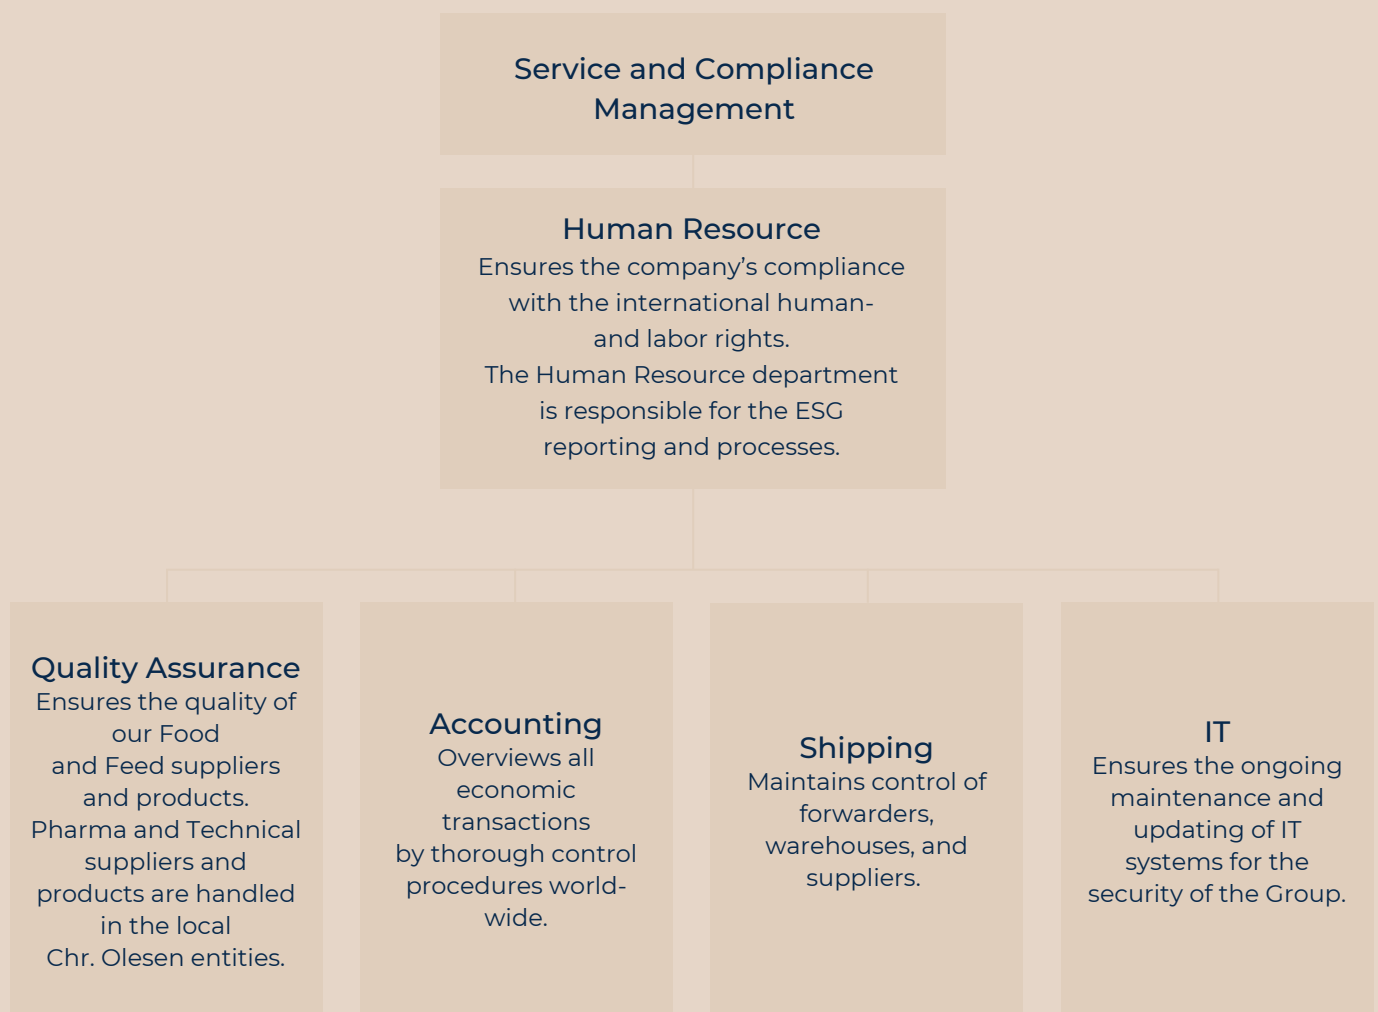 Service and Compliance
Management
Human Resource
Ensures the company’s compliance
with the international human-
and labor rights.
The Human Resource department
is responsible for the ESG
reporting and processes.
Quality Assurance
Ensures the quality of
our Food
and Feed suppliers
and products.
Pharma and Technical
suppliers and
products are handled
in the local
Chr. Olesen entities.
Accounting
Overviews all
economic
transactions
by thorough control
procedures world-
wide.
Shipping
Maintains control of
forwarders,
warehouses, and
suppliers.
IT
Ensures the ongoing
maintenance and
updating of IT
systems for the
security of the Group.